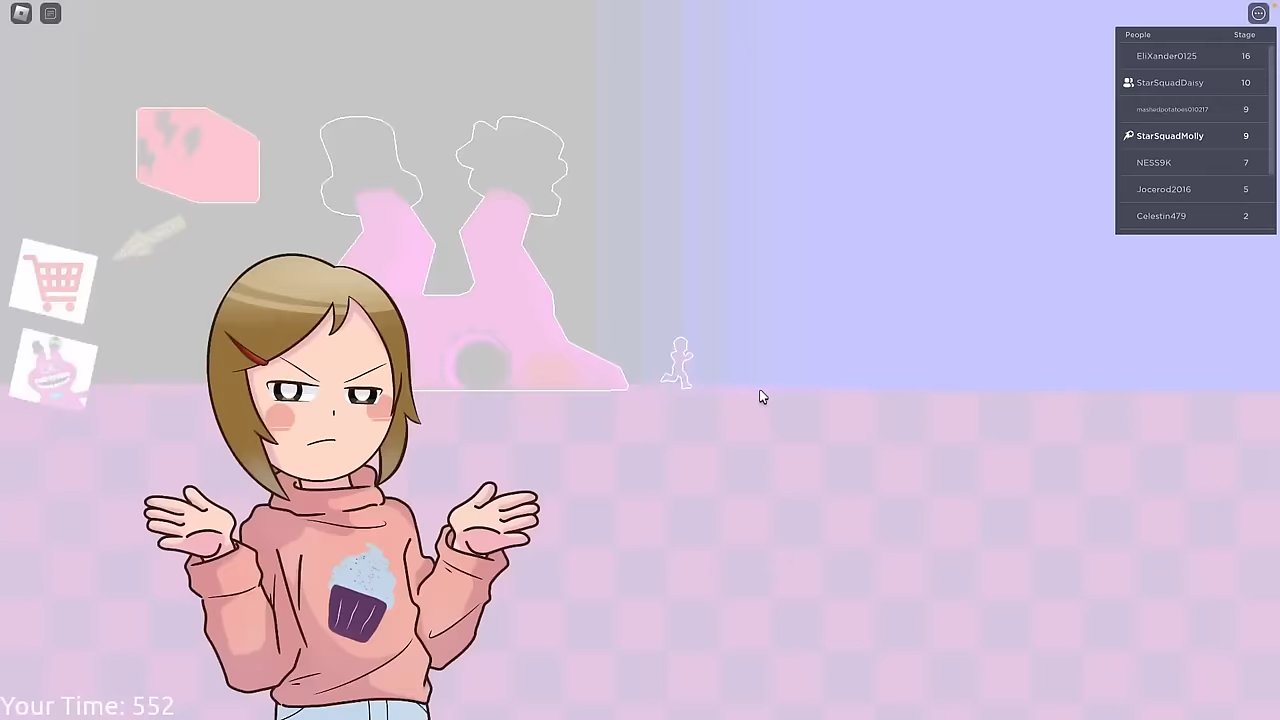 People Stage
EliXander0125 16
StarSquadDaisy 10
mashedpotatoes010217 9
StarSquadMolly 9
NESS9K 7
Jocerod2016 5
Celestin479 2
Your Time: 552